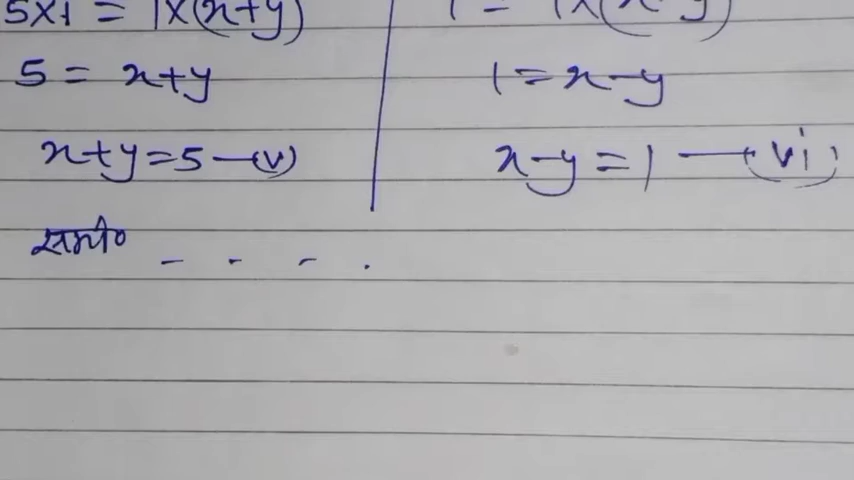 5×1 = 1×(x+y)
5 = x+y
x+y=5 —(v)
1 = 1×(x-y)
1=x-y
x-y=1 —(vi)
समी० - - - .